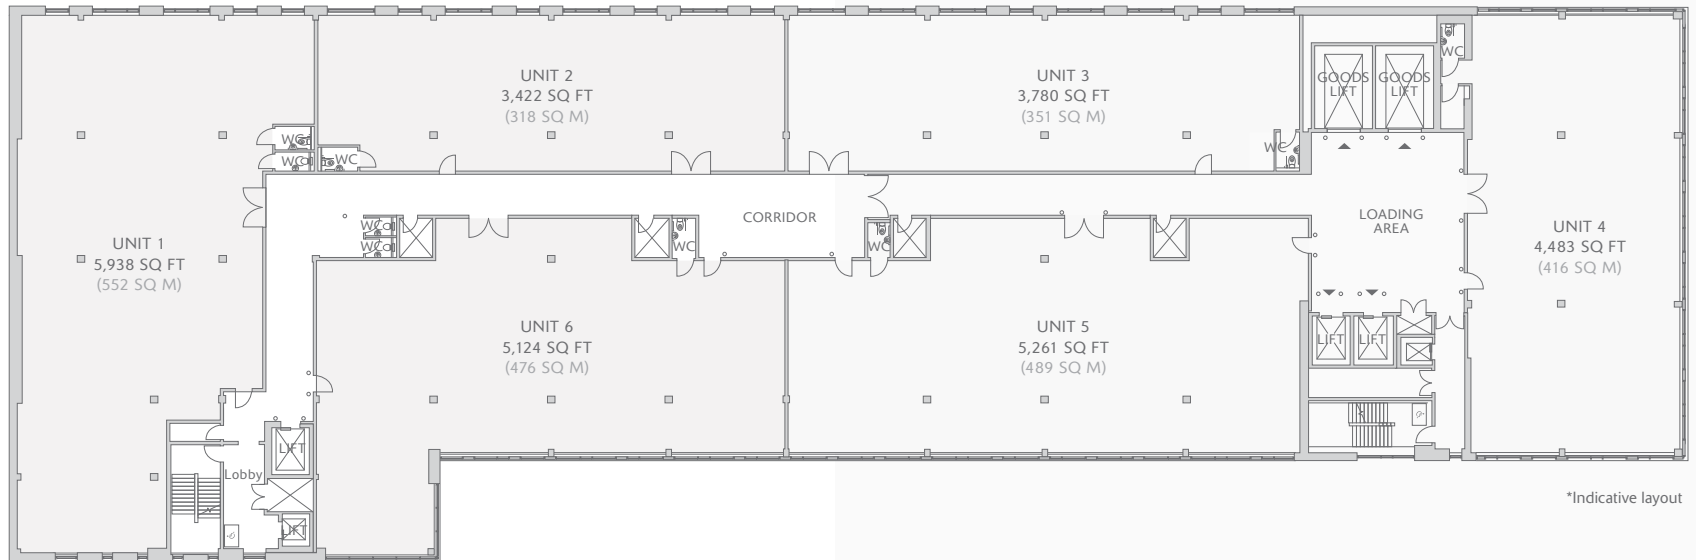 UNIT 1
5,938 SQ FT
(552 SQ M)
UNIT 2
3,422 SQ FT
(318 SQ M)
UNIT 3
3,780 SQ FT
(351 SQ M)
GOODS
LIFT
GOODS
LIFT
WC
WC
WC
WC
WC
WC
WC
WC
WC
CORRIDOR
LOADING
AREA
UNIT 4
4,483 SQ FT
(416 SQ M)
UNIT 6
5,124 SQ FT
(476 SQ M)
UNIT 5
5,261 SQ FT
(489 SQ M)
LIFT
LIFT
LIFT
Lobby
LIFT
*Indicative layout